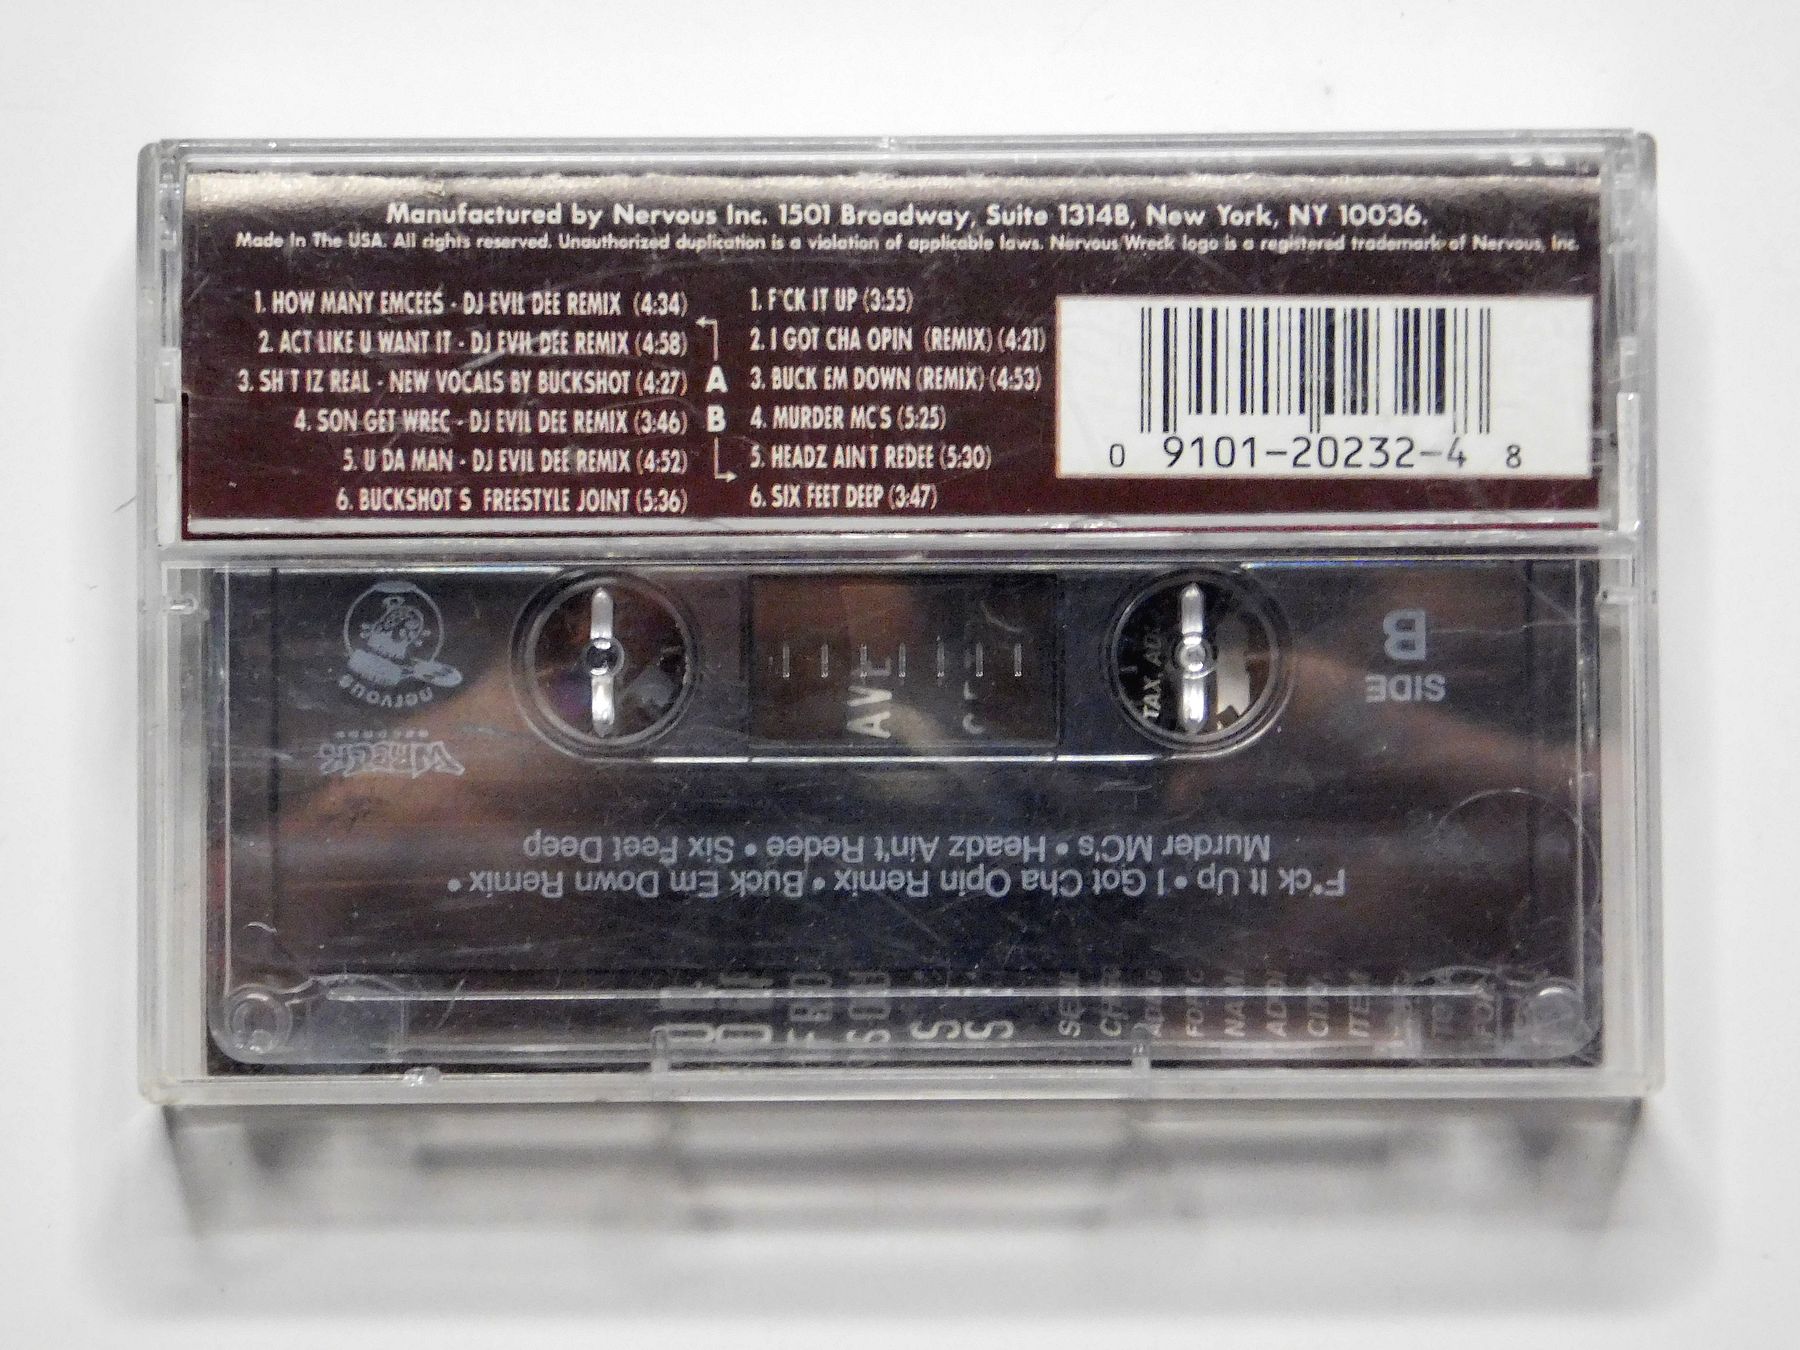 Manufactured by Nervous Inc. 1501 Broadway, Suite 1314B, New York, NY 10036.
Made In The USA. All rights reserved. Unauthorized duplication is a violation of applicable laws. Nervous Wreck logo is a registered trademark of Nervous, Inc.
1. HOW MANY EMCEES - DJ EVIL DEE REMIX (4:34)
2. ACT LIKE U WANT IT - DJ EVIL DEE REMIX (4:58)
3. SH T IZ REAL - NEW VOCALS BY BUCKSHOT (4:27)
4. SON GET WREC - DJ EVIL DEE REMIX (3:46)
5. U DA MAN - DJ EVIL DEE REMIX (4:52)
6. BUCKSHOT S FREESTYLE JOINT (5:36)
A
B
1. F*CK IT UP (3:55)
2. I GOT CHA OPIN (REMIX) (4:21)
3. BUCK EM DOWN (REMIX) (4:53)
4. MURDER MC'S (5:25)
5. HEADZ AIN'T REDEE (5:30)
6. SIX FEET DEEP (3:47)
0 9101-20232-4 8
nervous
WRECK
RECORDS
AVE
TAX, AD
SIDE
B
F*ck It Up • I Got Cha Opin Remix • Buck Em Down Remix •
Murder MC's • Headz Ain't Redee • Six Feet Deep